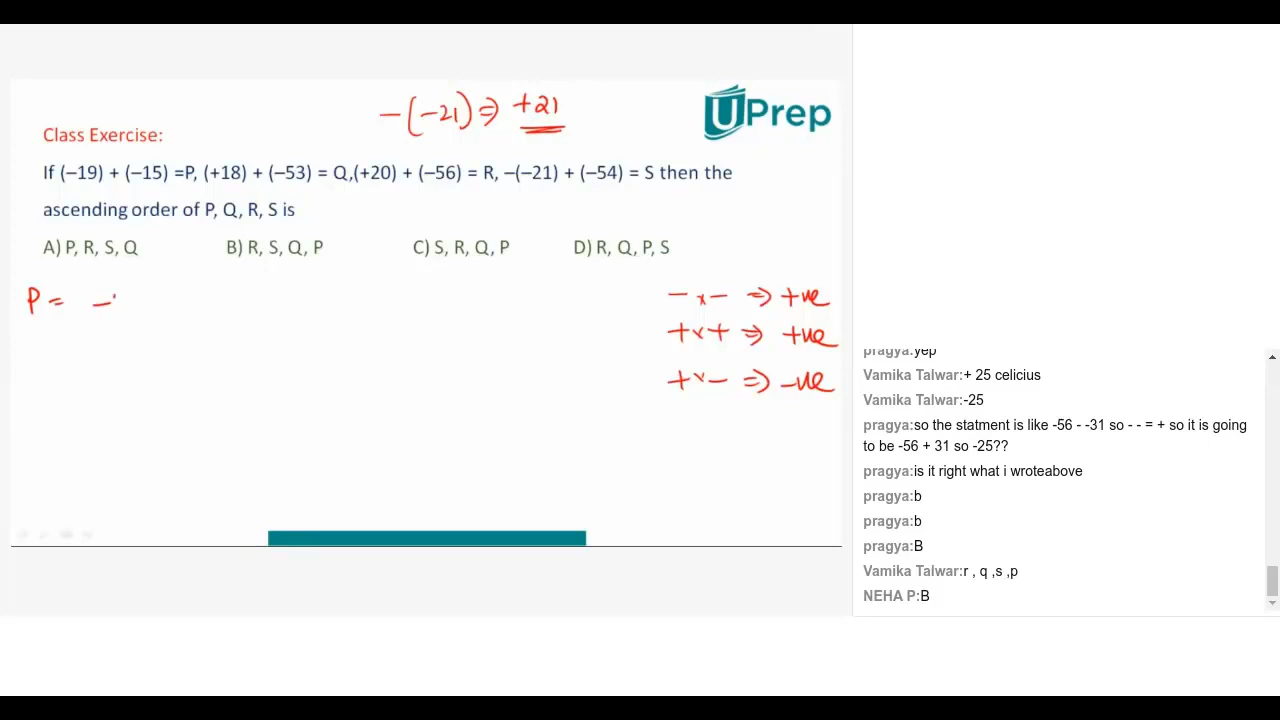 -(-21) ⇒ +21
UPrep
Class Exercise:
If (–19) + (–15) =P, (+18) + (–53) = Q,(+20) + (–56) = R, –(–21) + (–54) = S then the
ascending order of P, Q, R, S is
A) P, R, S, Q B) R, S, Q, P C) S, R, Q, P D) R, Q, P, S
P = -
- x - ⇒ +ve
+ x + ⇒ +ve
+ x - ⇒ -ve
pragya:yep
Vamika Talwar:+ 25 celicius
Vamika Talwar:-25
pragya:so the statment is like -56 - -31 so - - = + so it is going
to be -56 + 31 so -25??
pragya:is it right what i wroteabove
pragya:b
pragya:b
pragya:B
Vamika Talwar:r , q ,s ,p
NEHA P:B